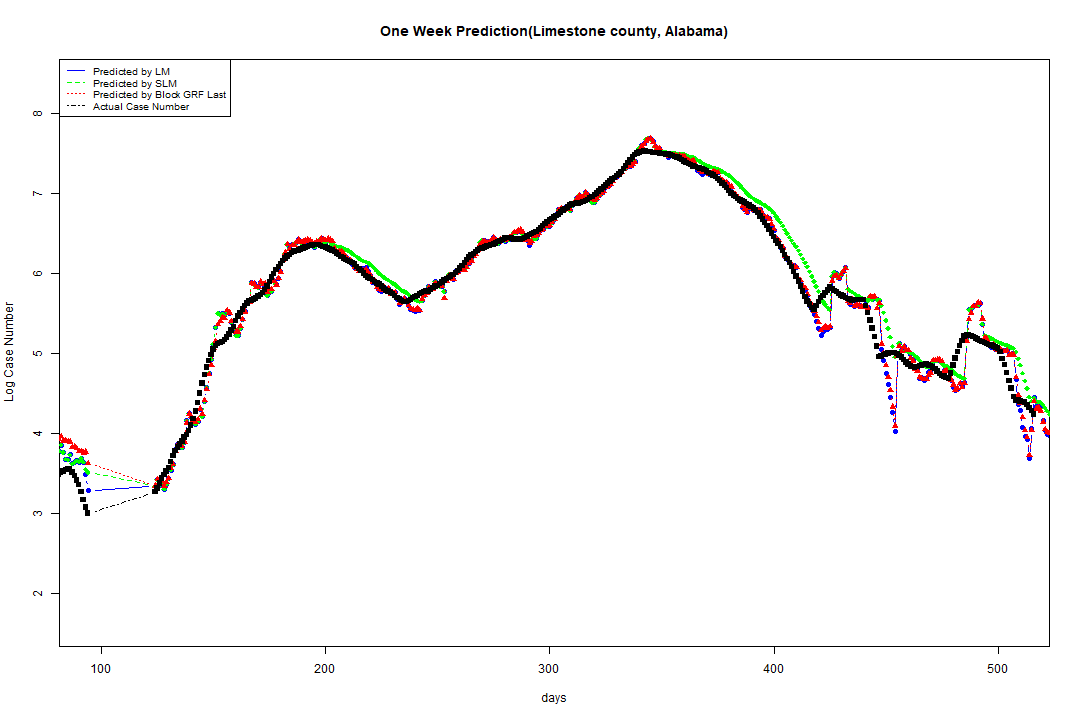 One Week Prediction(Limestone county, Alabama)
Predicted by LM
Predicted by SLM
Predicted by Block GRF Last
Actual Case Number
8
7
6
5
4
3
2
Log Case Number
100 200 300 400 500
days